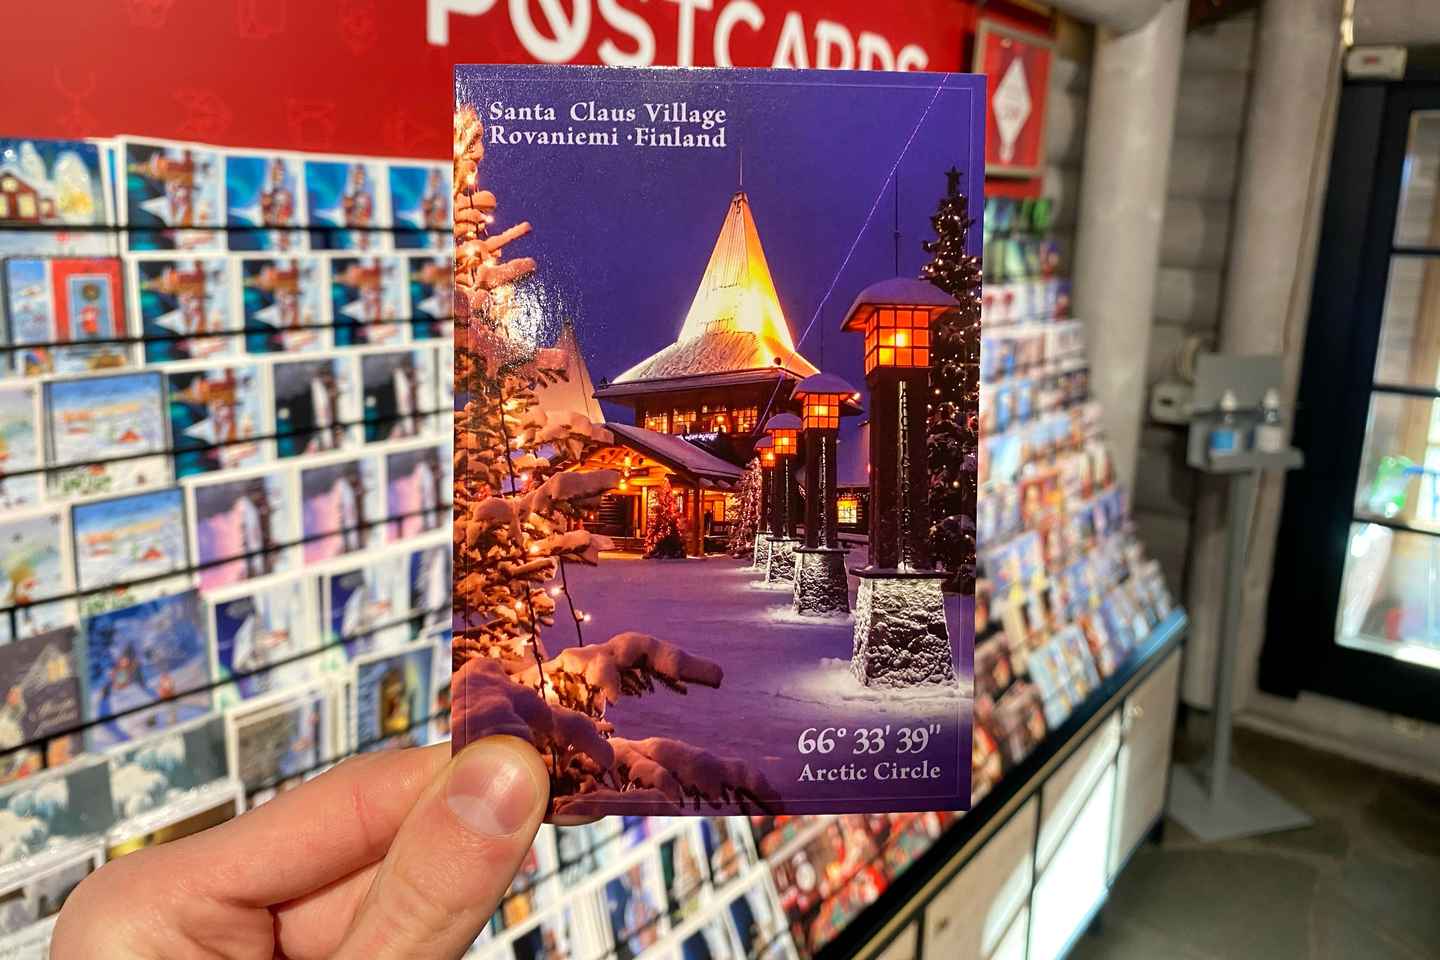 POSTCARDS
Santa Claus Village
Rovaniemi · Finland
66° 33' 39"
Arctic Circle